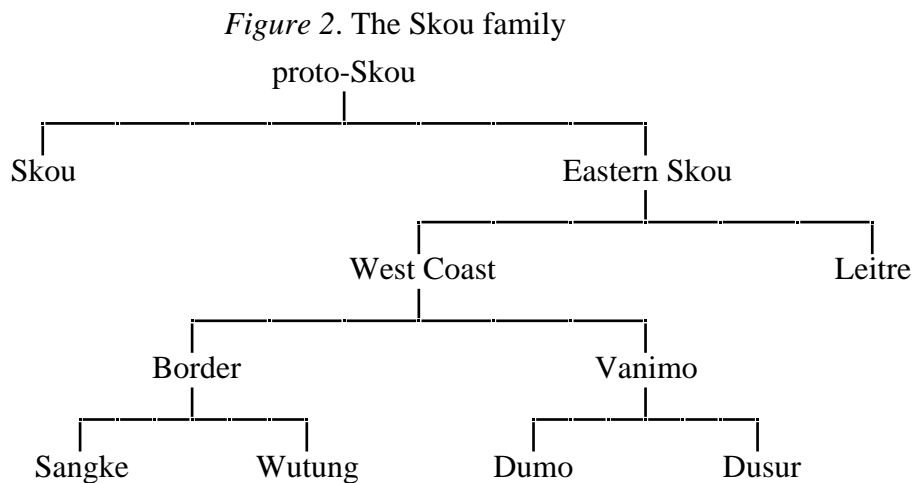 Figure 2. The Skou family
proto-Skou
Skou Eastern Skou
West Coast Leitre
Border Vanimo
Sangke Wutung Dumo Dusur